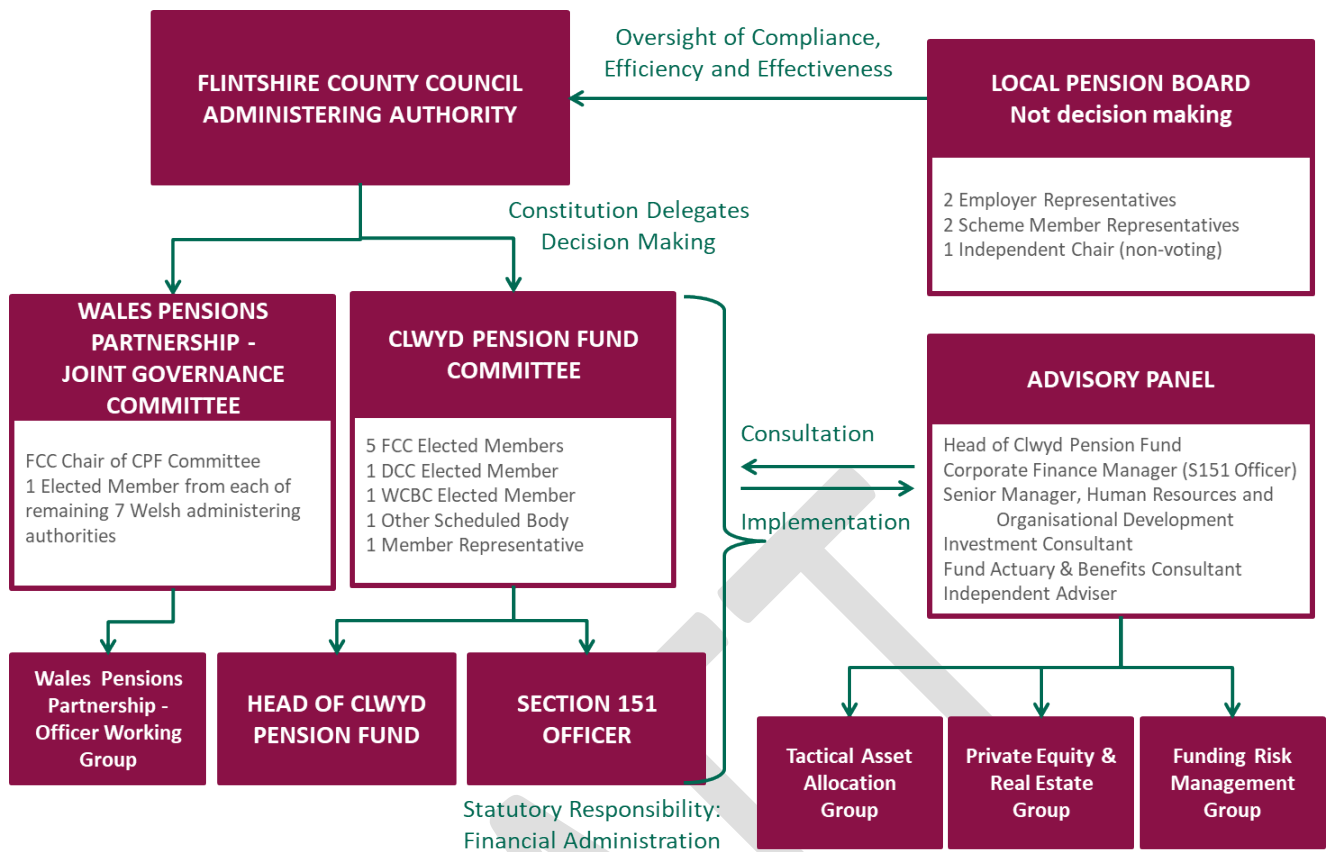 FLINTSHIRE COUNTY COUNCIL
ADMINISTERING AUTHORITY
Oversight of Compliance,
Efficiency and Effectiveness
LOCAL PENSION BOARD
Not decision making
2 Employer Representatives
2 Scheme Member Representatives
1 Independent Chair (non-voting)
Constitution Delegates
Decision Making
WALES PENSIONS
PARTNERSHIP -
JOINT GOVERNANCE
COMMITTEE
FCC Chair of CPF Committee
1 Elected Member from each of
remaining 7 Welsh administering
authorities
CLWYD PENSION FUND
COMMITTEE
5 FCC Elected Members
1 DCC Elected Member
1 WCBC Elected Member
1 Other Scheduled Body
1 Member Representative
Consultation
Implementation
ADVISORY PANEL
Head of Clwyd Pension Fund
Corporate Finance Manager (S151 Officer)
Senior Manager, Human Resources and
Organisational Development
Investment Consultant
Fund Actuary & Benefits Consultant
Independent Adviser
Wales Pensions
Partnership -
Officer Working
Group
HEAD OF CLWYD
PENSION FUND
SECTION 151
OFFICER
Statutory Responsibility:
Financial Administration
Tactical Asset
Allocation
Group
Private Equity &
Real Estate
Group
Funding Risk
Management
Group